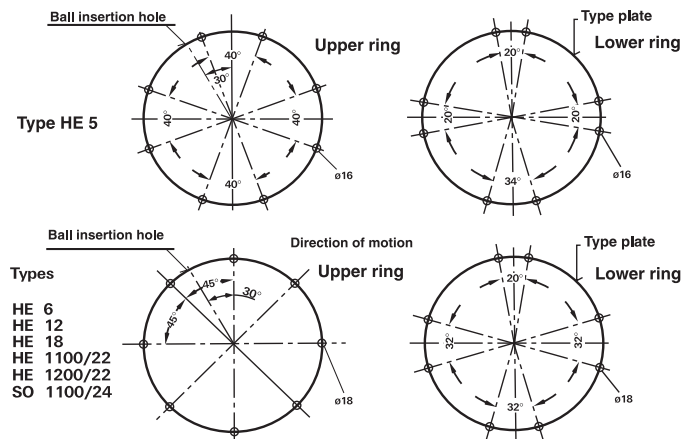 Ball insertion hole
Upper ring
Type plate
Lower ring
40°
30°
20°
Type HE 5
40°
40°
20°
20°
40°
34°
ø16
ø16
Ball insertion hole
Direction of motion
Upper ring
Type plate
Lower ring
Types
45°
30°
20°
HE 6
HE 12
HE 18
HE 1100/22
HE 1200/22
SO 1100/24
45°
32°
32°
ø18
ø18
32°